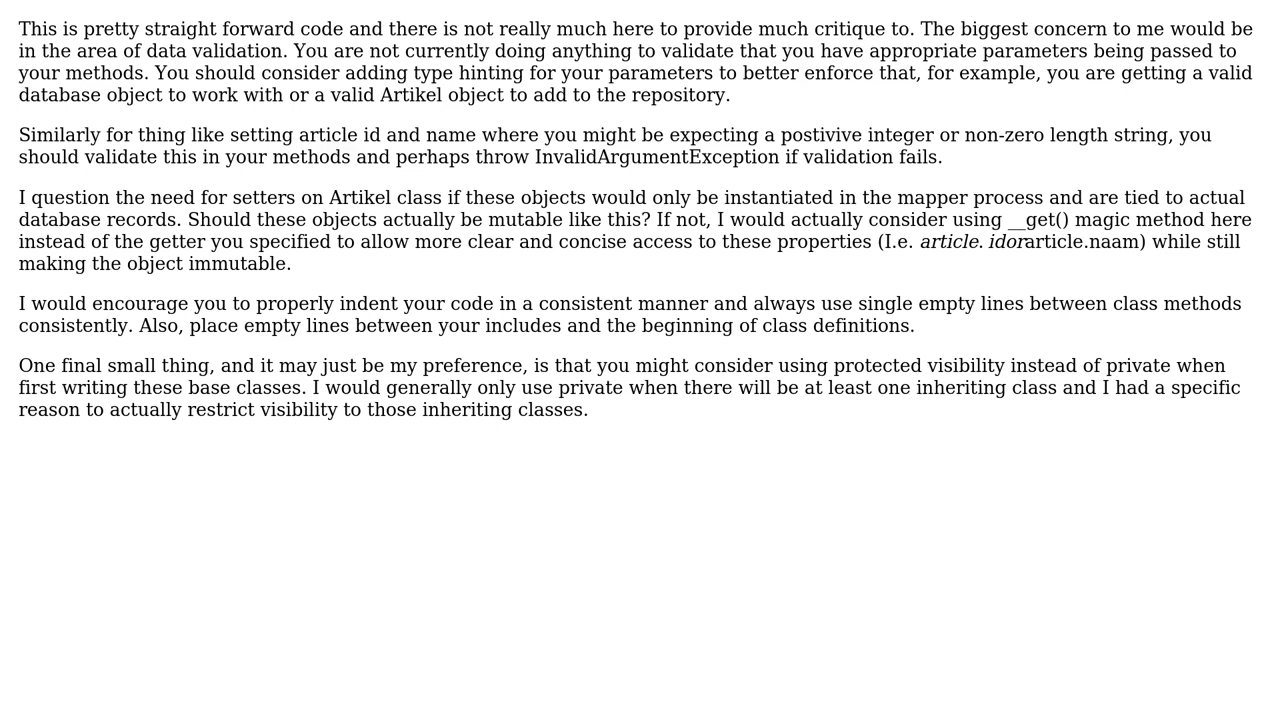 This is pretty straight forward code and there is not really much here to provide much critique to. The biggest concern to me would be
in the area of data validation. You are not currently doing anything to validate that you have appropriate parameters being passed to
your methods. You should consider adding type hinting for your parameters to better enforce that, for example, you are getting a valid
database object to work with or a valid Artikel object to add to the repository.
Similarly for thing like setting article id and name where you might be expecting a postivive integer or non-zero length string, you
should validate this in your methods and perhaps throw InvalidArgumentException if validation fails.
I question the need for setters on Artikel class if these objects would only be instantiated in the mapper process and are tied to actual
database records. Should these objects actually be mutable like this? If not, I would actually consider using __get() magic method here
instead of the getter you specified to allow more clear and concise access to these properties (I.e. article. idorarticle.naam) while still
making the object immutable.
I would encourage you to properly indent your code in a consistent manner and always use single empty lines between class methods
consistently. Also, place empty lines between your includes and the beginning of class definitions.
One final small thing, and it may just be my preference, is that you might consider using protected visibility instead of private when
first writing these base classes. I would generally only use private when there will be at least one inheriting class and I had a specific
reason to actually restrict visibility to those inheriting classes.